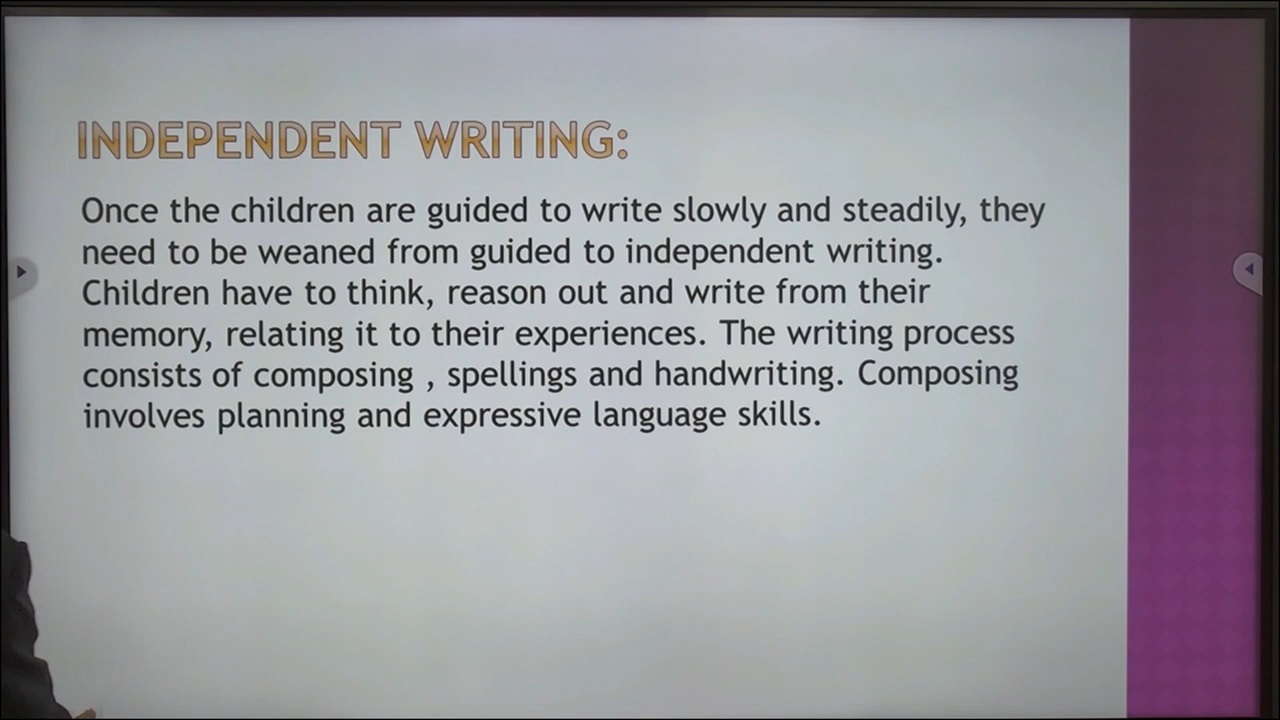 INDEPENDENT WRITING:
Once the children are guided to write slowly and steadily, they
need to be weaned from guided to independent writing.
Children have to think, reason out and write from their
memory, relating it to their experiences. The writing process
consists of composing , spellings and handwriting. Composing
involves planning and expressive language skills.